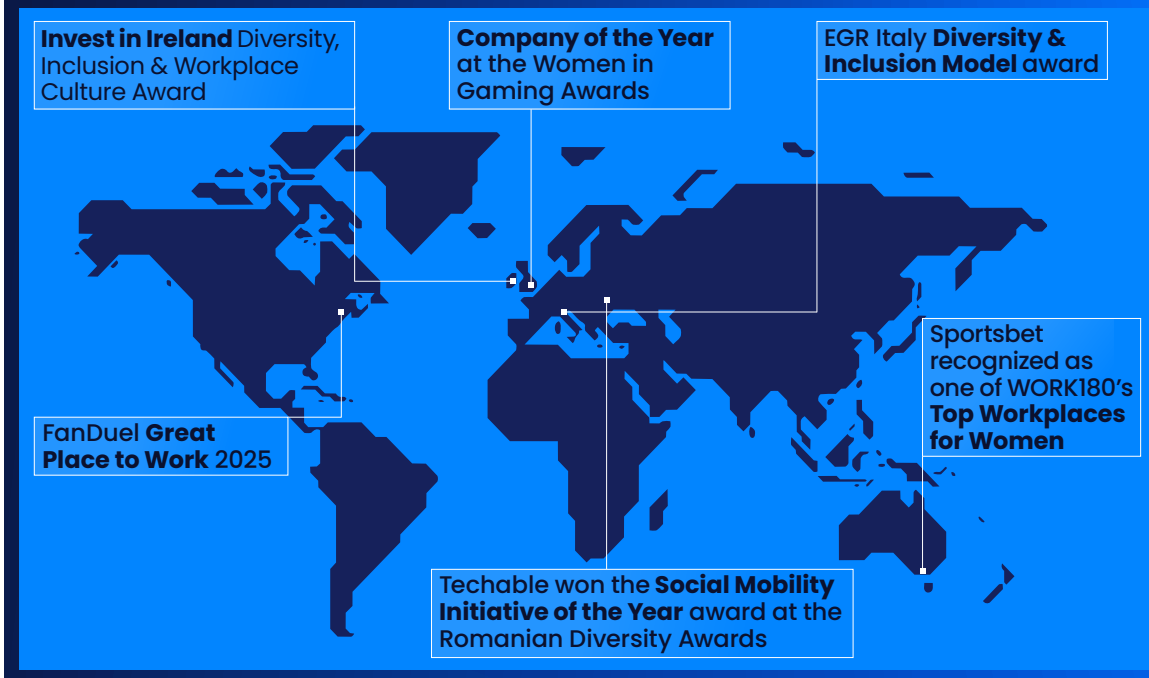 Invest in Ireland Diversity,
Inclusion & Workplace
Culture Award
Company of the Year
at the Women in
Gaming Awards
EGR Italy Diversity &
Inclusion Model award
Sportsbet
recognized as
one of WORK180’s
Top Workplaces
for Women
FanDuel Great
Place to Work 2025
Techable won the Social Mobility
Initiative of the Year award at the
Romanian Diversity Awards